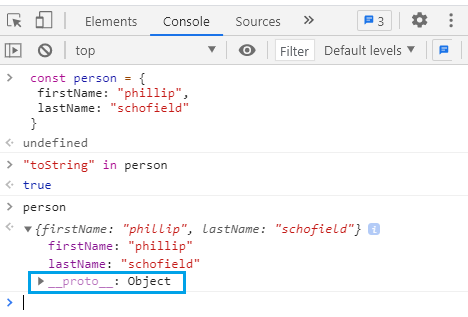 Elements Console Sources » 3
top Filter Default levels
> const person = {
firstName: "phillip",
lastName: "schofield"
}
undefined
> "toString" in person
true
> person
{firstName: "phillip", lastName: "schofield"} i
firstName: "phillip"
lastName: "schofield"
__proto__: Object
>